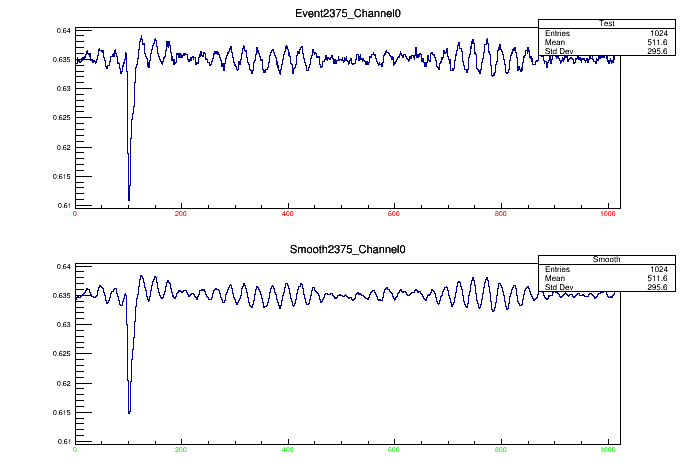 Event2375_Channel0
Test
Entries 1024
Mean 511.6
Std Dev 295.6
0.64
0.635
0.63
0.625
0.62
0.615
0.61
0 200 400 600 800 1000
Smooth2375_Channel0
Smooth
Entries 1024
Mean 511.6
Std Dev 295.6
0.64
0.635
0.63
0.625
0.62
0.615
0.61
0 200 400 600 800 1000